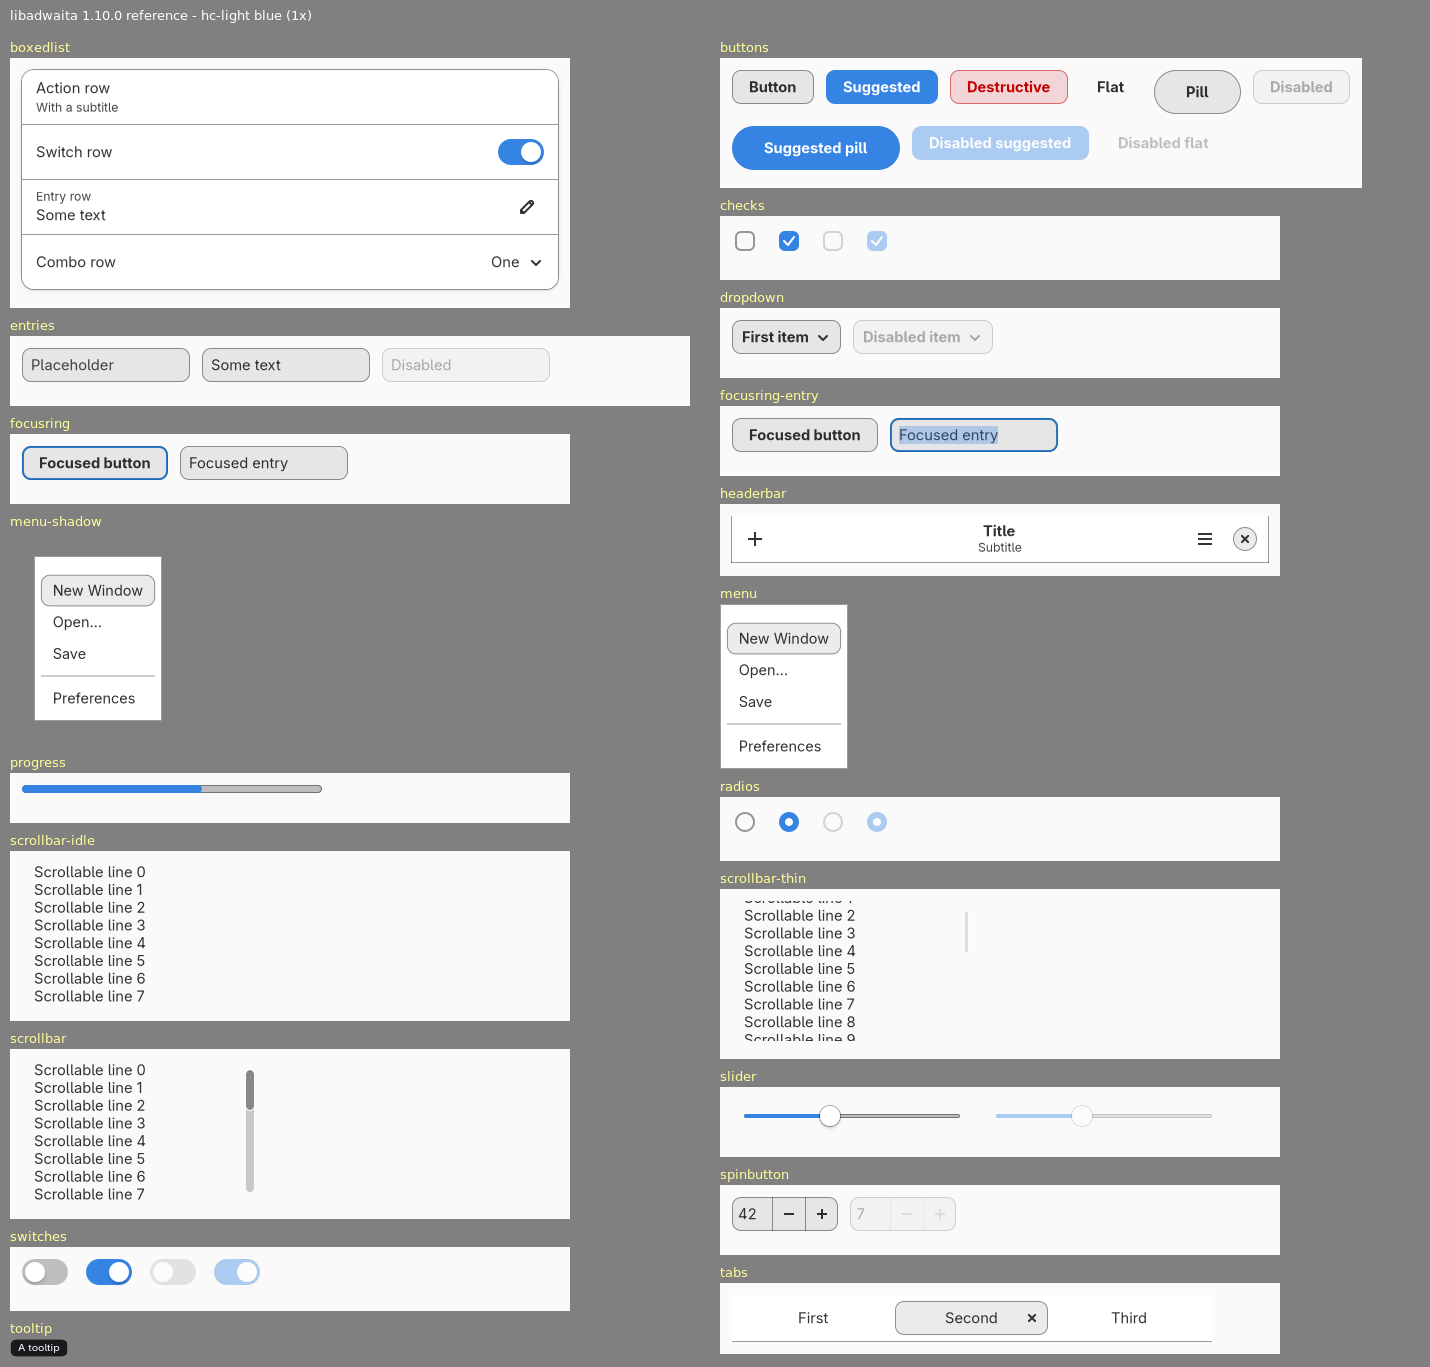 libadwaita 1.10.0 reference - hc-light blue (1x)
boxedlist
Action row
With a subtitle
Switch row
Entry row
Some text
Combo row
One
entries
Placeholder
Some text
Disabled
focusring
Focused button
Focused entry
menu-shadow
New Window
Open...
Save
Preferences
progress
scrollbar-idle
Scrollable line 0
Scrollable line 1
Scrollable line 2
Scrollable line 3
Scrollable line 4
Scrollable line 5
Scrollable line 6
Scrollable line 7
scrollbar
Scrollable line 0
Scrollable line 1
Scrollable line 2
Scrollable line 3
Scrollable line 4
Scrollable line 5
Scrollable line 6
Scrollable line 7
switches
tooltip
A tooltip
buttons
Button
Suggested
Destructive
Flat
Pill
Disabled
Suggested pill
Disabled suggested
Disabled flat
checks
dropdown
First item
Disabled item
focusring-entry
Focused button
Focused entry
headerbar
Title
Subtitle
menu
New Window
Open...
Save
Preferences
radios
scrollbar-thin
Scrollable line 2
Scrollable line 3
Scrollable line 4
Scrollable line 5
Scrollable line 6
Scrollable line 7
Scrollable line 8
Scrollable line 9
slider
spinbutton
42
7
tabs
First
Second
Third